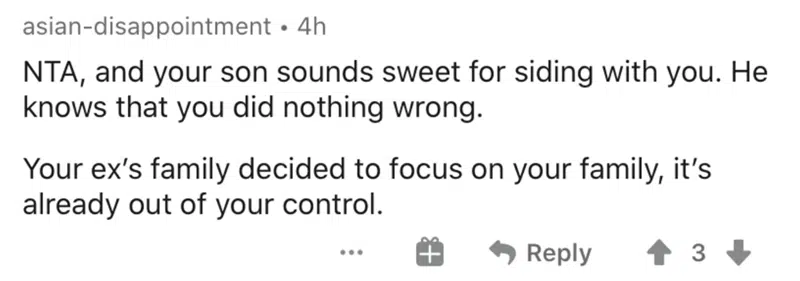 asian-disappointment • 4h
NTA, and your son sounds sweet for siding with you. He
knows that you did nothing wrong.
Your ex’s family decided to focus on your family, it’s
already out of your control.
••• Reply 3